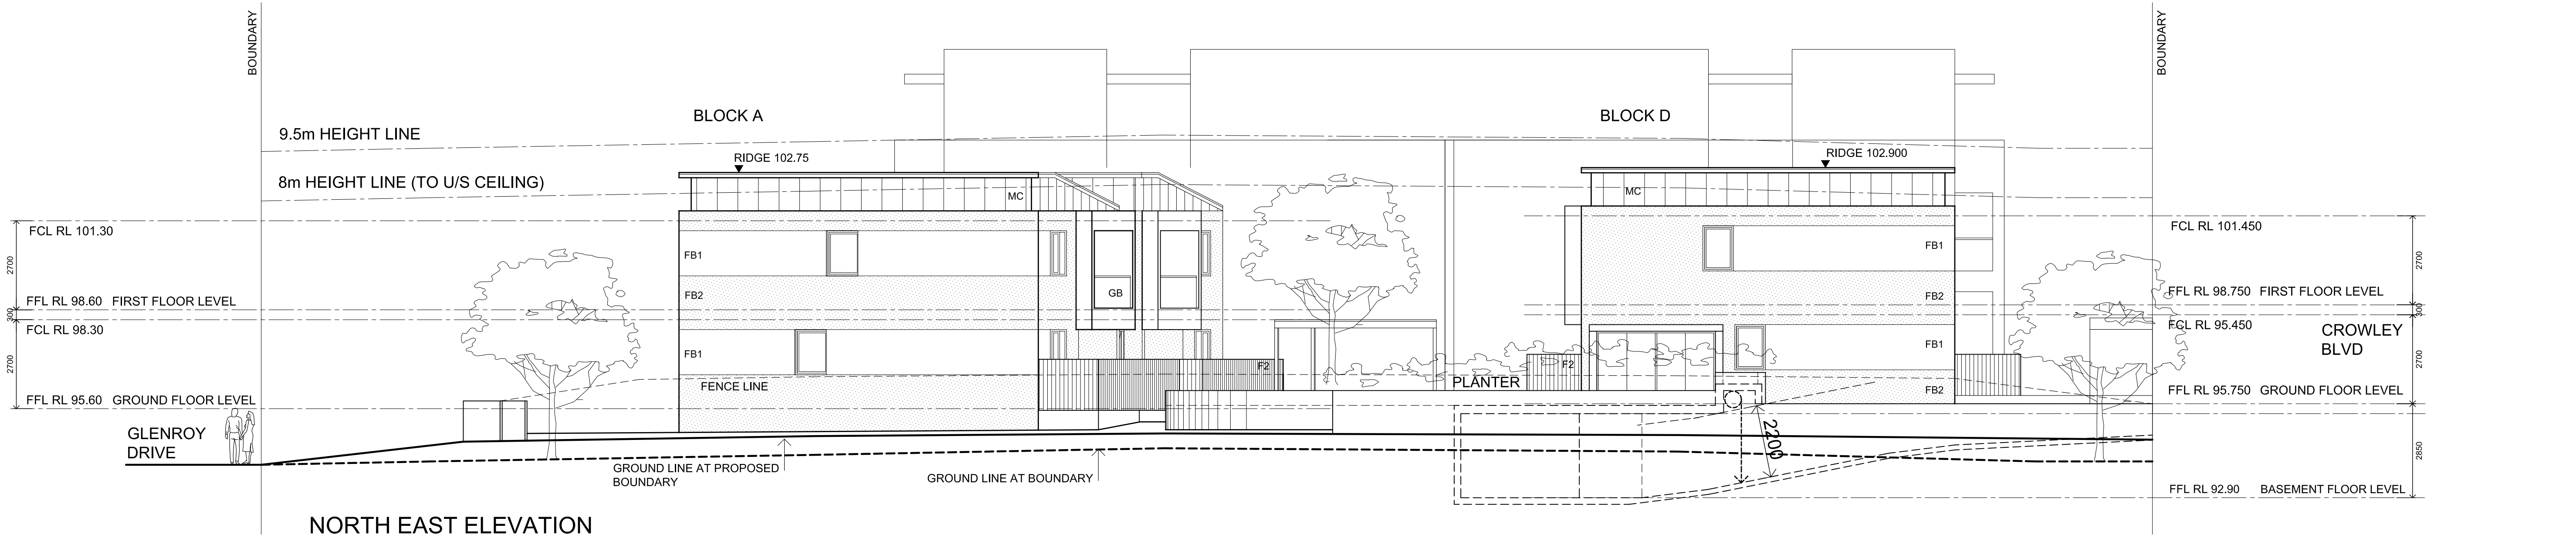 BOUNDARY
BOUNDARY
BLOCK A
BLOCK D
9.5m HEIGHT LINE
RIDGE 102.75
RIDGE 102.900
8m HEIGHT LINE (TO U/S CEILING)
MC
MC
FCL RL 101.30
FCL RL 101.450
2700
FB1
FB1
2700
GB
FB2
FB2
FFL RL 98.60 FIRST FLOOR LEVEL
FFL RL 98.750 FIRST FLOOR LEVEL
300
300
FCL RL 98.30
FCL RL 95.450
CROWLEY
BLVD
2700
FB1
FB1
2700
F2
F2
FENCE LINE
PLANTER
FB2
FFL RL 95.60 GROUND FLOOR LEVEL
FFL RL 95.750 GROUND FLOOR LEVEL
GLENROY
DRIVE
2200
2850
GROUND LINE AT PROPOSED
BOUNDARY
GROUND LINE AT BOUNDARY
FFL RL 92.90 BASEMENT FLOOR LEVEL
NORTH EAST ELEVATION